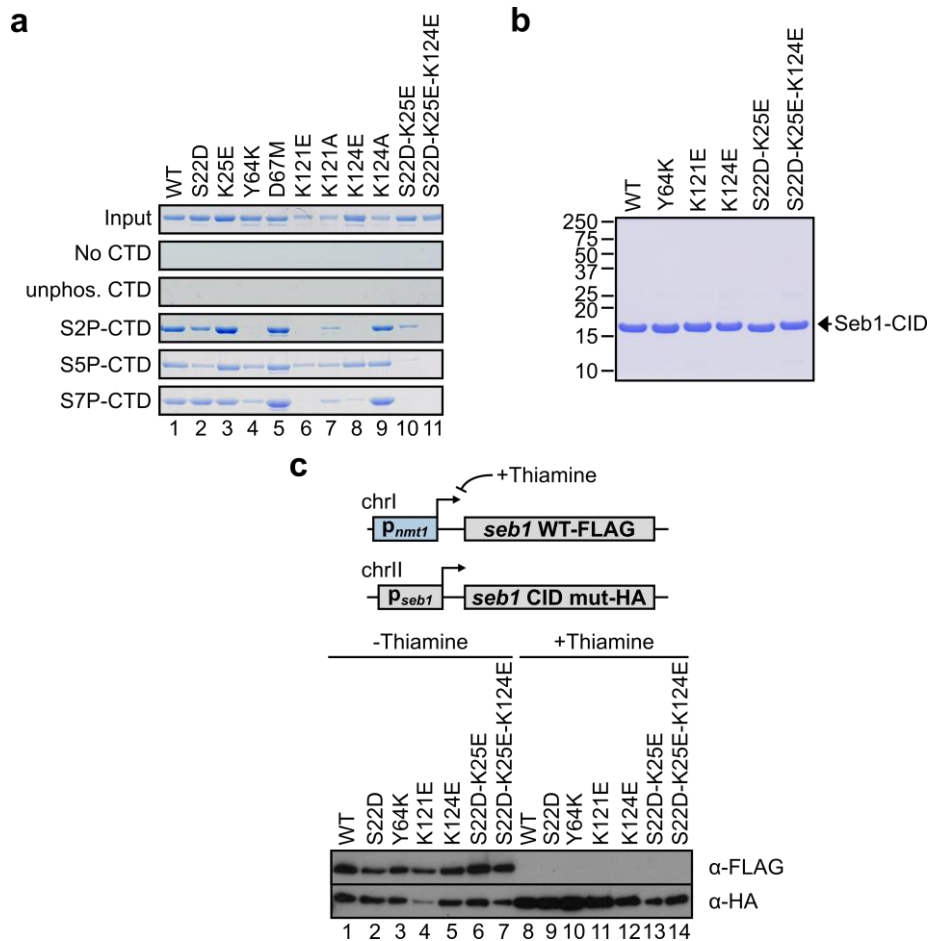 a
WT
S22D
K25E
Y64K
D67M
K121E
K121A
K124E
K124A
S22D-K25E
S22D-K25E-K124E
Input
No CTD
unphos. CTD
S2P-CTD
S5P-CTD
S7P-CTD
1 2 3 4 5 6 7 8 9 10 11
b
WT
Y64K
K121E
K124E
S22D-K25E
S22D-K25E-K124E
250
75
50
37
25
20
15
10
Seb1-CID
c
+Thiamine
chrI
pnmt1
seb1 WT-FLAG
chrII
pseb1
seb1 CID mut-HA
-Thiamine
+Thiamine
WT
S22D
Y64K
K121E
K124E
S22D-K25E
S22D-K25E-K124E
WT
S22D
Y64K
K121E
K124E
S22D-K25E
S22D-K25E-K124E
α-FLAG
α-HA
1 2 3 4 5 6 7 8 9 10 11 12 13 14